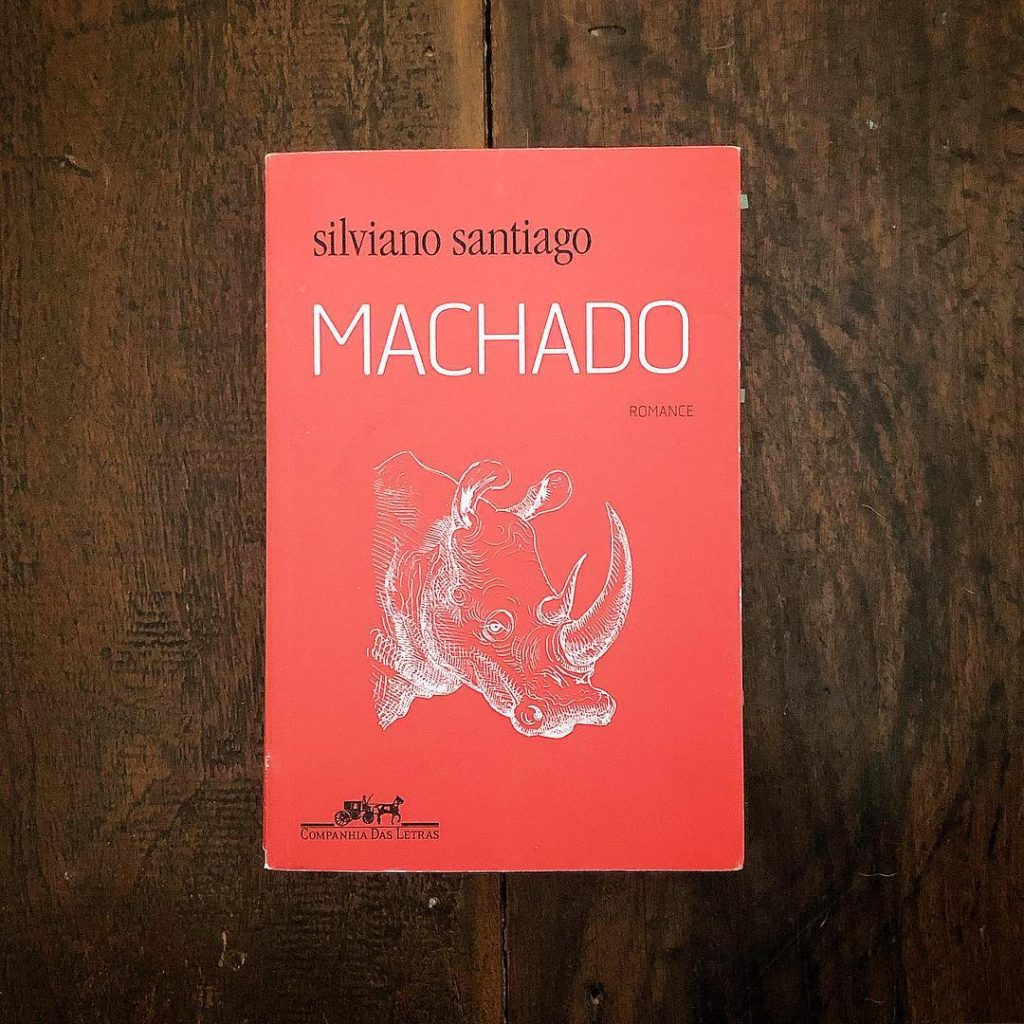 silviano santiago
MACHADO
ROMANCE
COMPANHIA DAS LETRAS